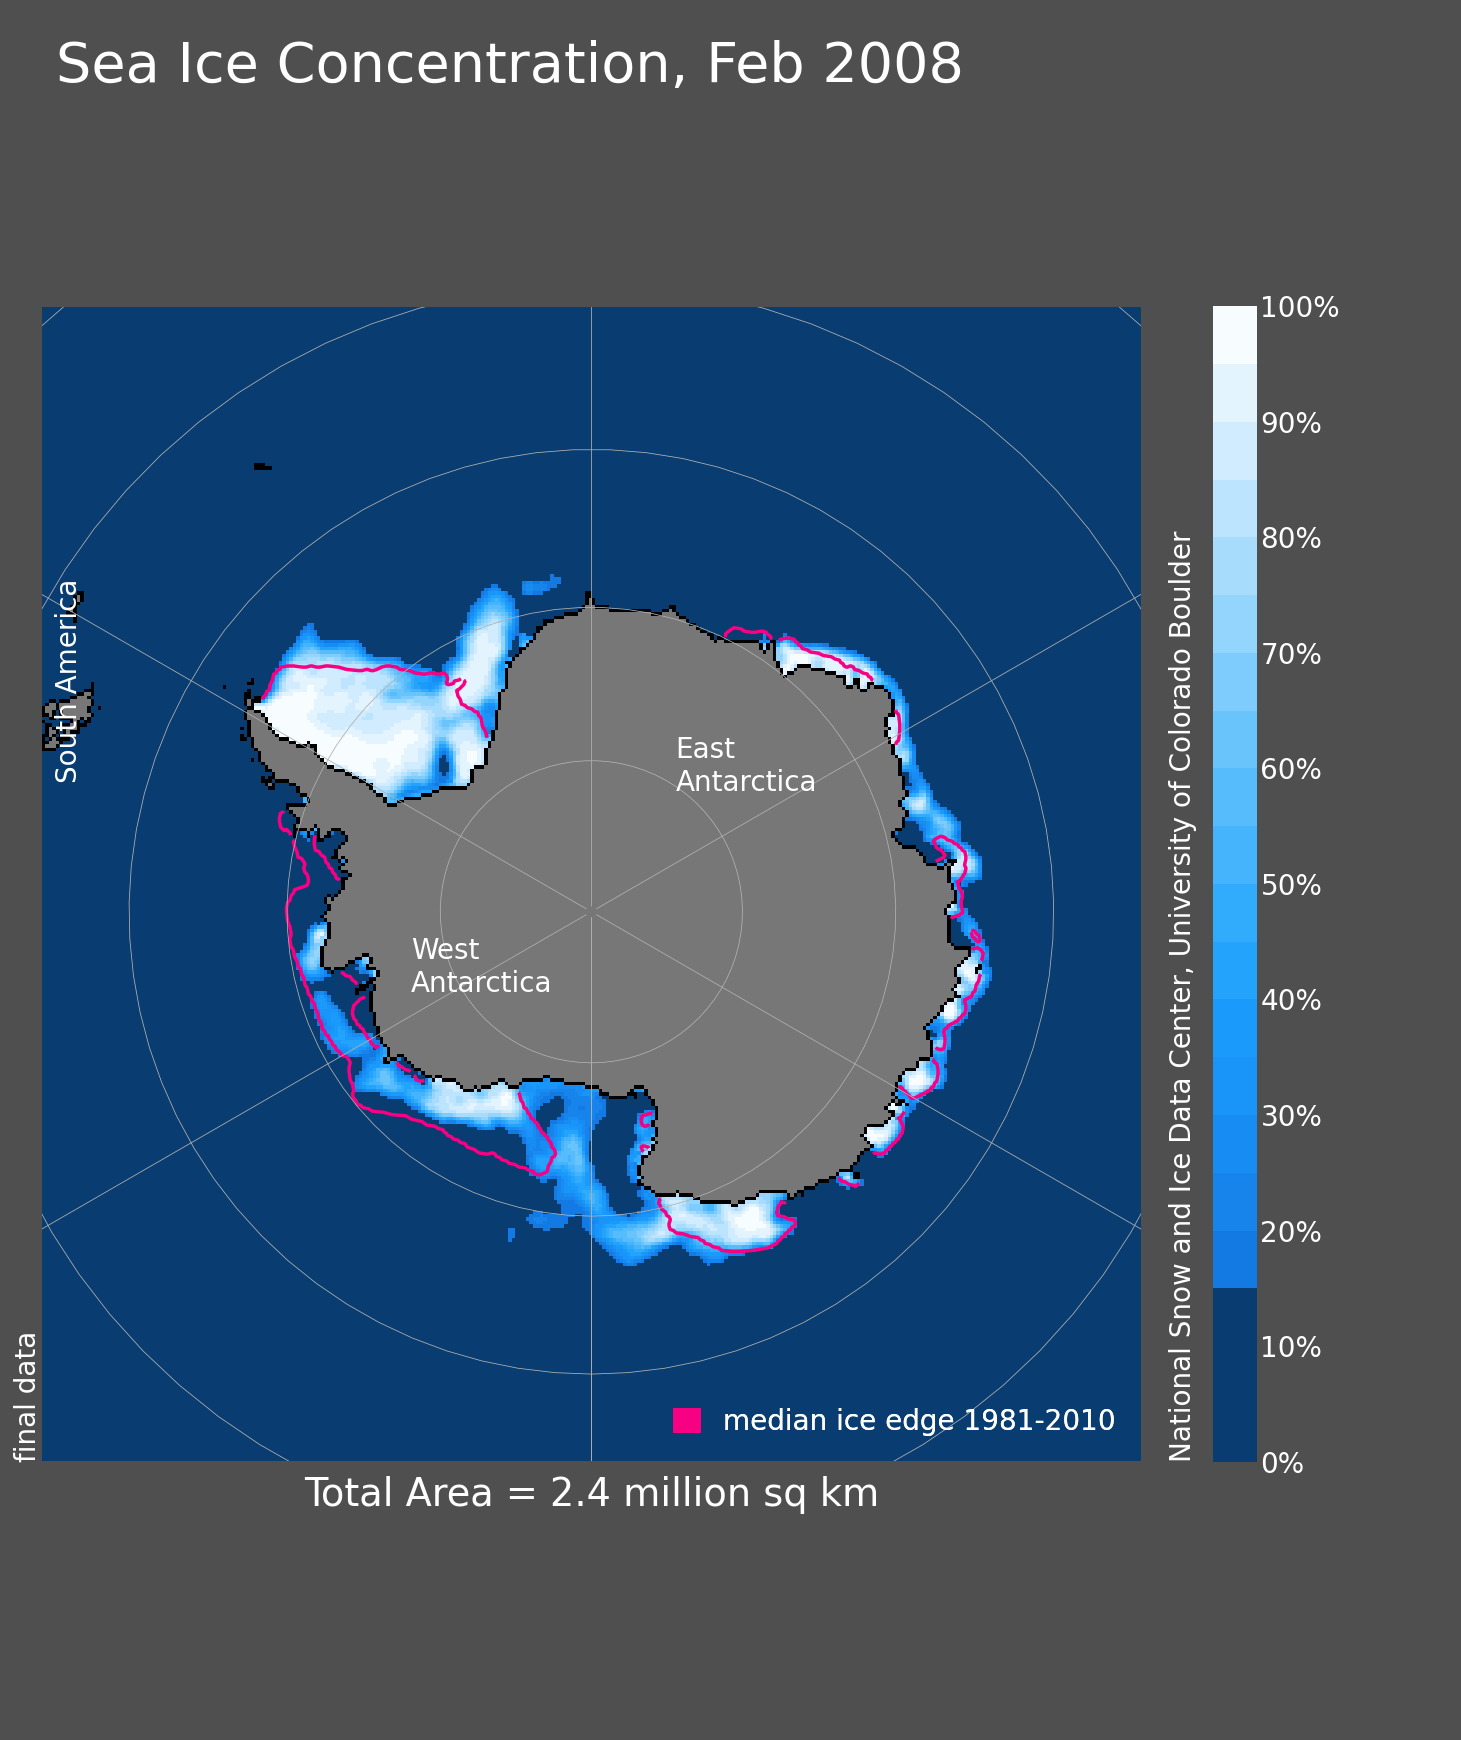 Sea Ice Concentration, Feb 2008
South America
East
Antarctica
West
Antarctica
median ice edge 1981-2010
final data
Total Area = 2.4 million sq km
National Snow and Ice Data Center, University of Colorado Boulder
100%
90%
80%
70%
60%
50%
40%
30%
20%
10%
0%